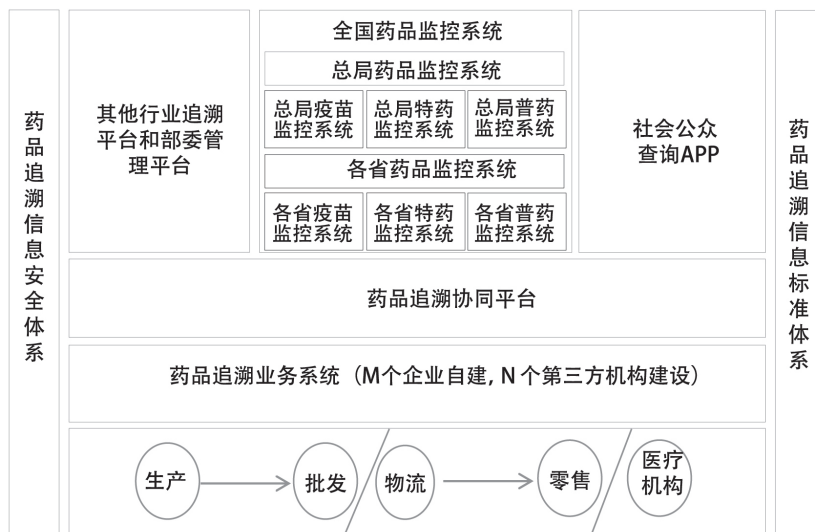 药品追溯信息安全体系
其他行业追溯
平台和部委管
理平台
全国药品监控系统
总局药品监控系统
总局疫苗
监控系统
总局特药
监控系统
总局普药
监控系统
各省药品监控系统
各省疫苗
监控系统
各省特药
监控系统
各省普药
监控系统
社会公众
查询APP
药品追溯信息标准体系
药品追溯协同平台
药品追溯业务系统（M个企业自建, N个第三方机构建设）
生产
批发
物流
零售
医疗
机构